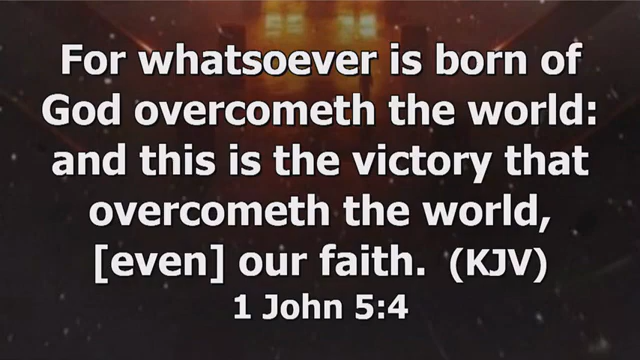 For whatsoever is born of
God overcometh the world:
and this is the victory that
overcometh the world,
[even] our faith. (KJV)
1 John 5:4